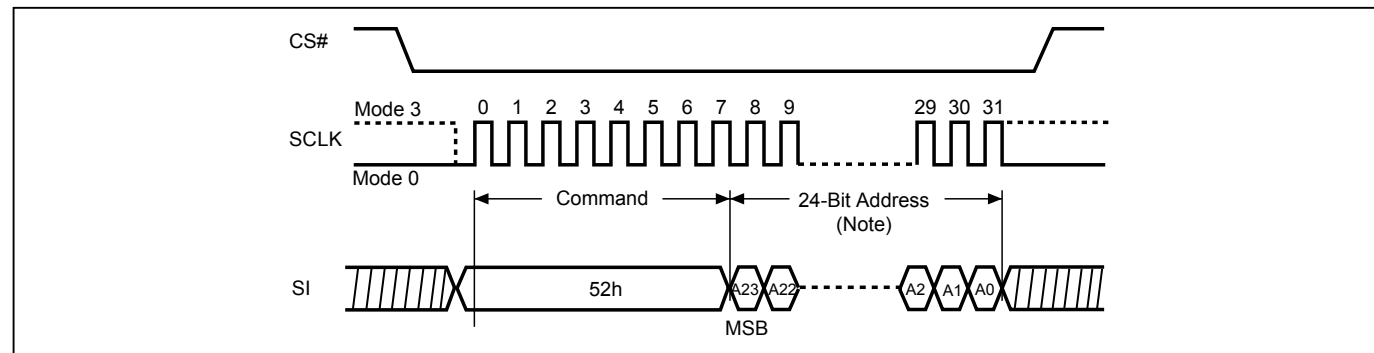 CS#
Mode 3
0 1 2 3 4 5 6 7 8 9 29 30 31
SCLK
Mode 0
Command 24-Bit Address
(Note)
SI 52h A23 A22 A2 A1 A0
MSB